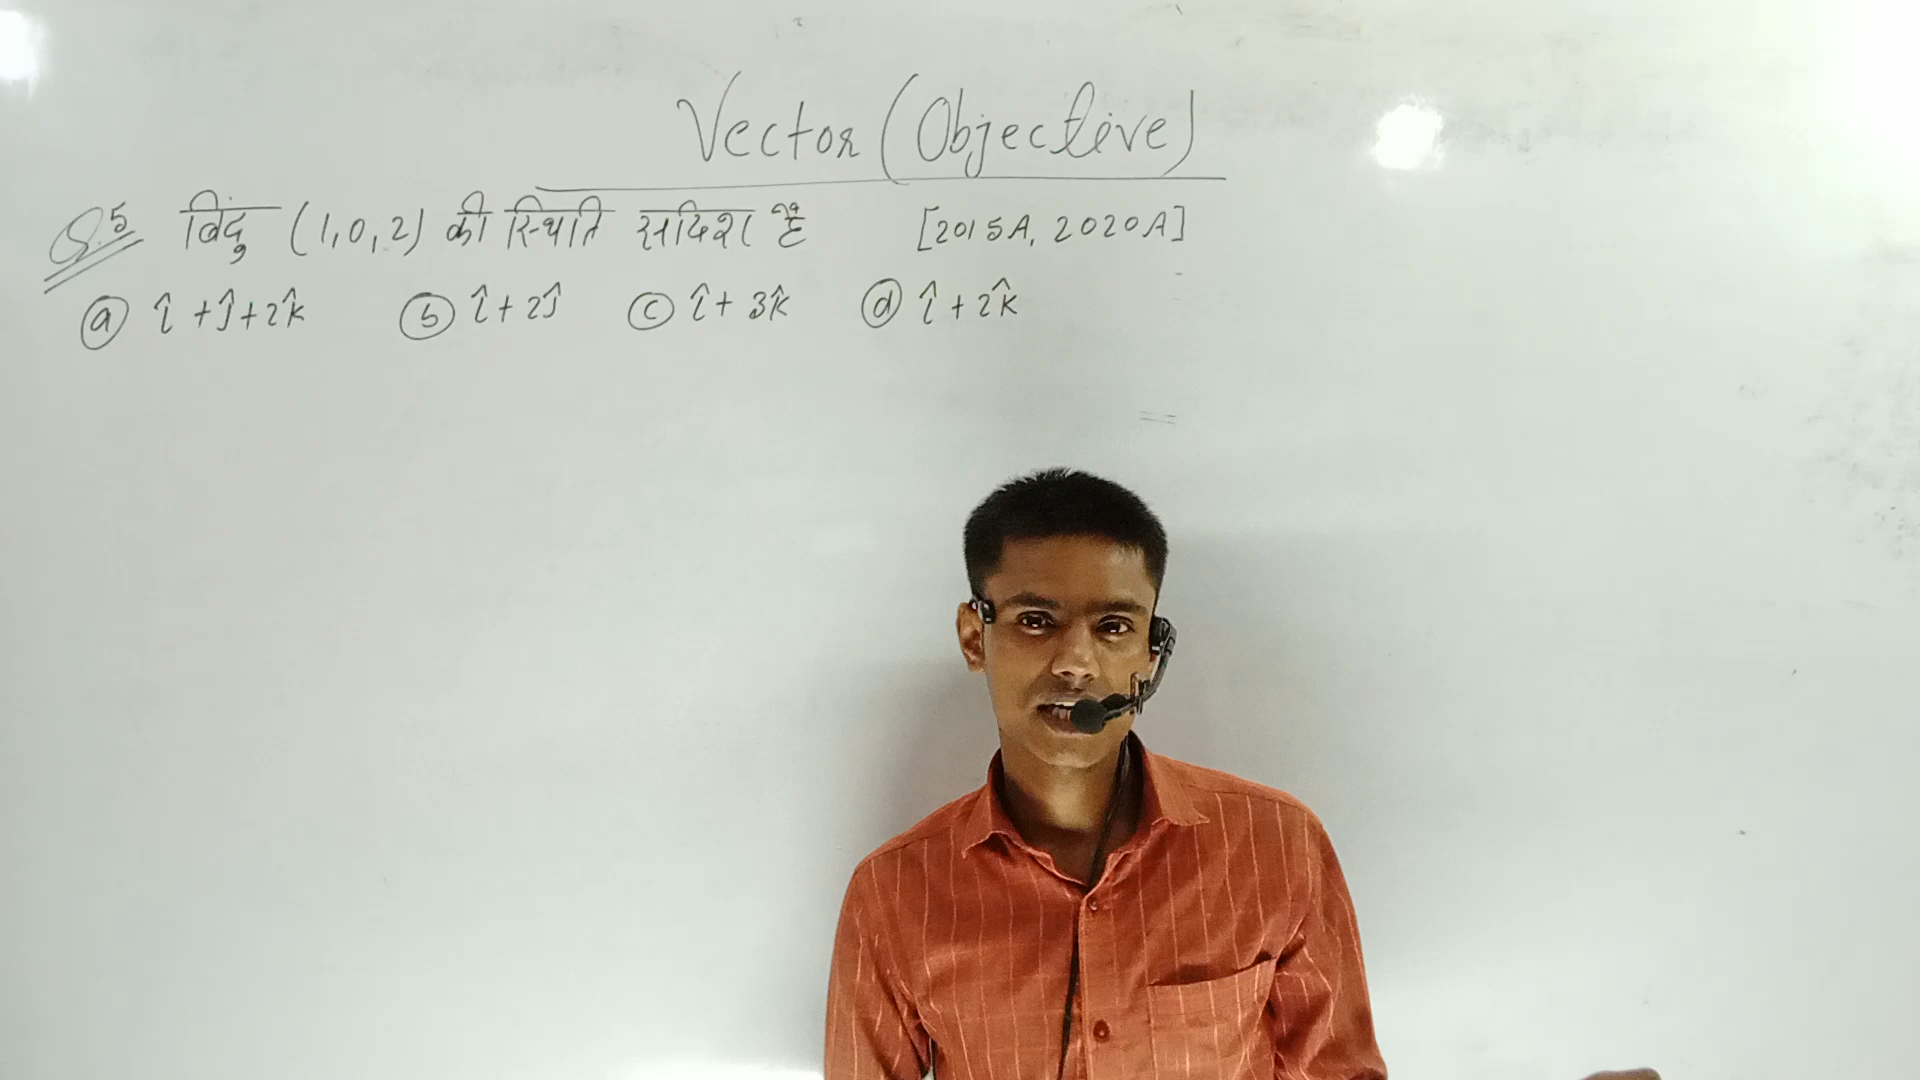 Vector (Objective)
Q.5 बिंदु (1,0,2) की स्थिति सदिश है [2015A, 2020A]
(a) î + ĵ + 2k̂ (b) î + 2ĵ (c) î + 3k̂ (d) î + 2k̂